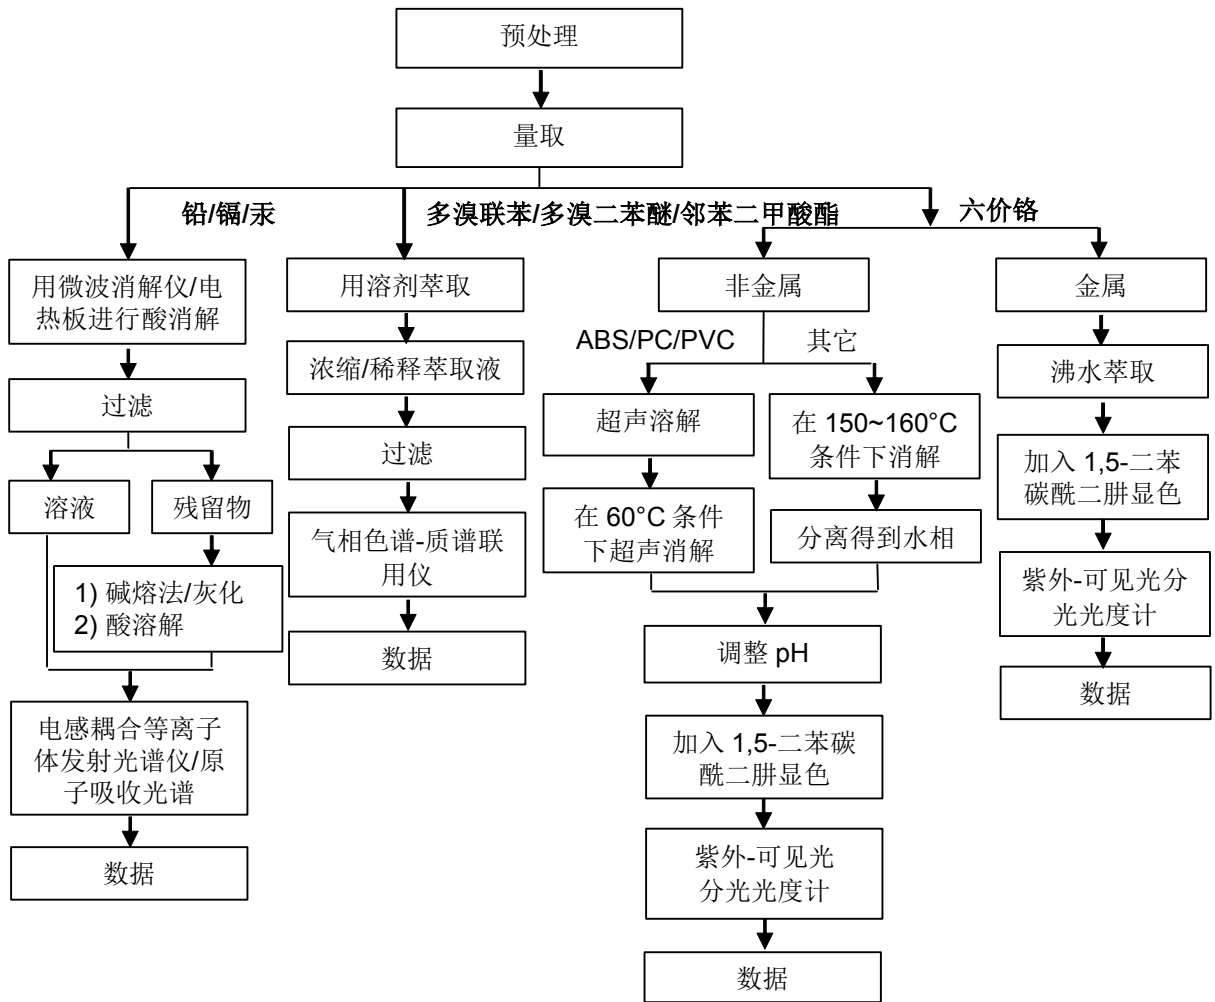 预处理
量取
铅/镉/汞
多溴联苯/多溴二苯醚/邻苯二甲酸酯
六价铬
用微波消解仪/电
热板进行酸消解
过滤
溶液
残留物
1) 碱熔法/灰化
2) 酸溶解
电感耦合等离子
体发射光谱仪/原
子吸收光谱
数据
用溶剂萃取
浓缩/稀释萃取液
过滤
气相色谱-质谱联
用仪
数据
非金属
ABS/PC/PVC
其它
超声溶解
在 60°C 条件
下超声消解
在 150~160°C
条件下消解
分离得到水相
调整 pH
加入 1,5-二苯碳
酰二肼显色
紫外-可见光
分光光度计
数据
金属
沸水萃取
加入 1,5-二苯
碳酰二肼显色
紫外-可见光分
光光度计
数据